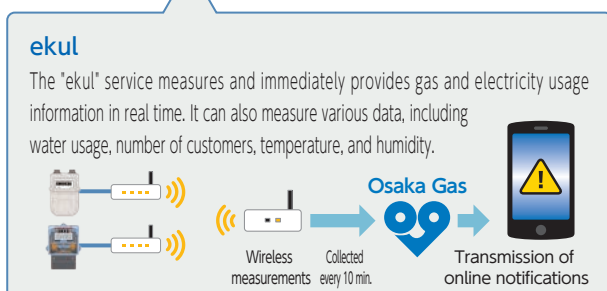 ekul
The "ekul" service measures and immediately provides gas and electricity usage
information in real time. It can also measure various data, including
water usage, number of customers, temperature, and humidity.
Osaka Gas
Wireless
measurements
Collected
every 10 min.
Transmission of
online notifications